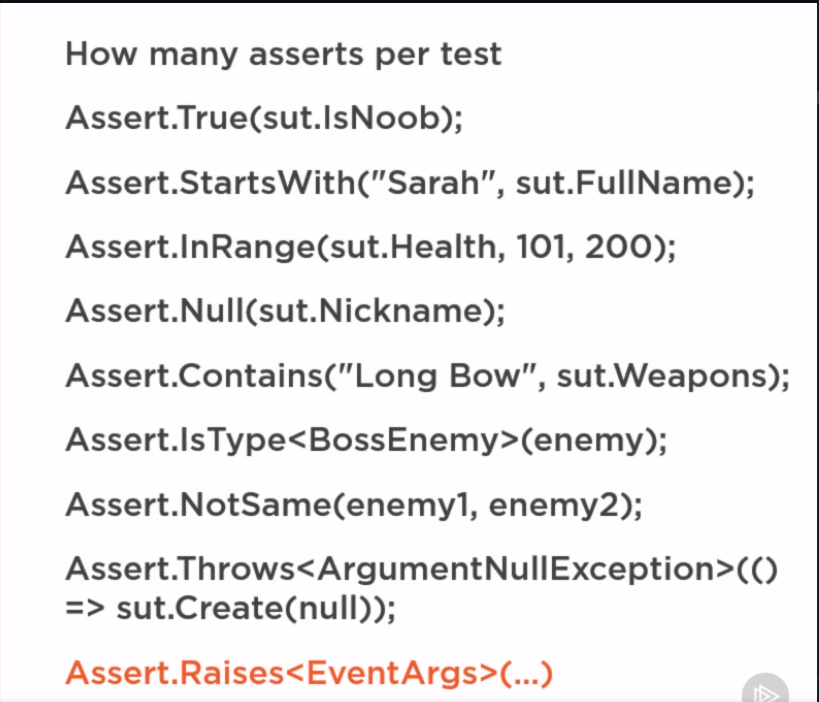 How many asserts per test
Assert.True(sut.IsNoob);
Assert.StartsWith("Sarah", sut.FullName);
Assert.InRange(sut.Health, 101, 200);
Assert.Null(sut.Nickname);
Assert.Contains("Long Bow", sut.Weapons);
Assert.IsType<BossEnemy>(enemy);
Assert.NotSame(enemy1, enemy2);
Assert.Throws<ArgumentNullException>(()
=> sut.Create(null));
Assert.Raises<EventArgs>(...)